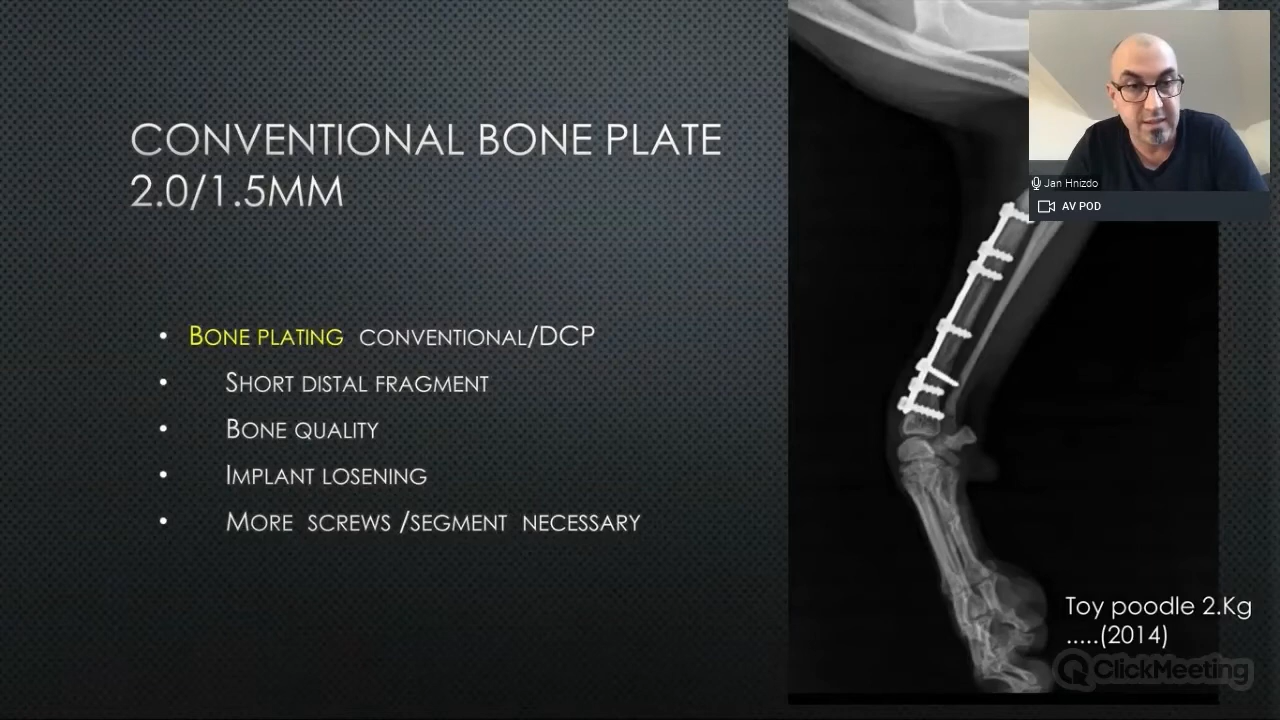 CONVENTIONAL BONE PLATE
2.0/1.5MM
• BONE PLATING CONVENTIONAL/DCP
• SHORT DISTAL FRAGMENT
• BONE QUALITY
• IMPLANT LOSENING
• MORE SCREWS /SEGMENT NECESSARY
Jan Hnizdo
AV POD
Toy poodle 2.Kg
.....(2014)
ClickMeeting